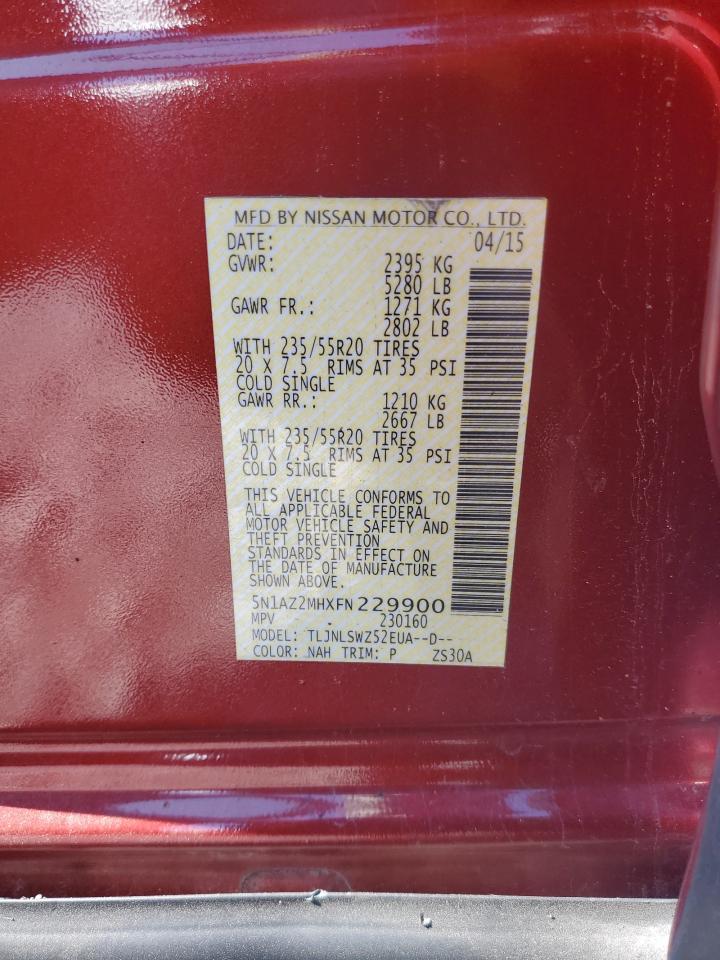 MFD BY NISSAN MOTOR CO., LTD.
DATE: 04/15
GVWR: 2395 KG
5280 LB
GAWR FR.: 1271 KG
2802 LB
WITH 235/55R20 TIRES
20 X 7.5 RIMS AT 35 PSI
COLD SINGLE
GAWR RR.: 1210 KG
2667 LB
WITH 235/55R20 TIRES
20 X 7.5 RIMS AT 35 PSI
COLD SINGLE
THIS VEHICLE CONFORMS TO
ALL APPLICABLE FEDERAL
MOTOR VEHICLE SAFETY AND
THEFT PREVENTION
STANDARDS IN EFFECT ON
THE DATE OF MANUFACTURE
SHOWN ABOVE.
5N1AZ2MHXFN229900
MPV - 230160
MODEL: TLJNLSWZ52EUA--D--
COLOR: NAH TRIM: P ZS30A